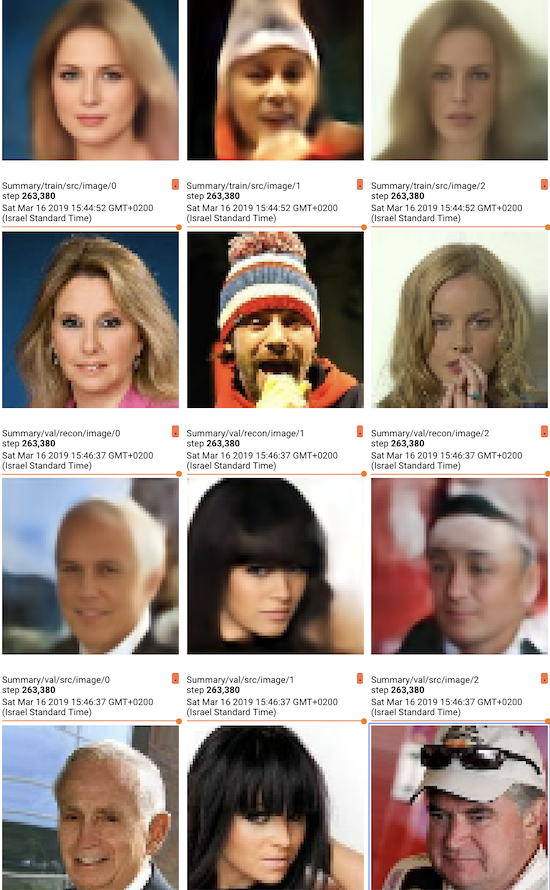 Summary/train/src/image/0
step 263,380
Sat Mar 16 2019 15:44:52 GMT+0200
(Israel Standard Time)
Summary/train/src/image/1
step 263,380
Sat Mar 16 2019 15:44:52 GMT+0200
(Israel Standard Time)
Summary/train/src/image/2
step 263,380
Sat Mar 16 2019 15:44:52 GMT+0200
(Israel Standard Time)
Summary/val/recon/image/0
step 263,380
Sat Mar 16 2019 15:46:37 GMT+0200
(Israel Standard Time)
Summary/val/recon/image/1
step 263,380
Sat Mar 16 2019 15:46:37 GMT+0200
(Israel Standard Time)
Summary/val/recon/image/2
step 263,380
Sat Mar 16 2019 15:46:37 GMT+0200
(Israel Standard Time)
Summary/val/src/image/0
step 263,380
Sat Mar 16 2019 15:46:37 GMT+0200
(Israel Standard Time)
Summary/val/src/image/1
step 263,380
Sat Mar 16 2019 15:46:37 GMT+0200
(Israel Standard Time)
Summary/val/src/image/2
step 263,380
Sat Mar 16 2019 15:46:37 GMT+0200
(Israel Standard Time)